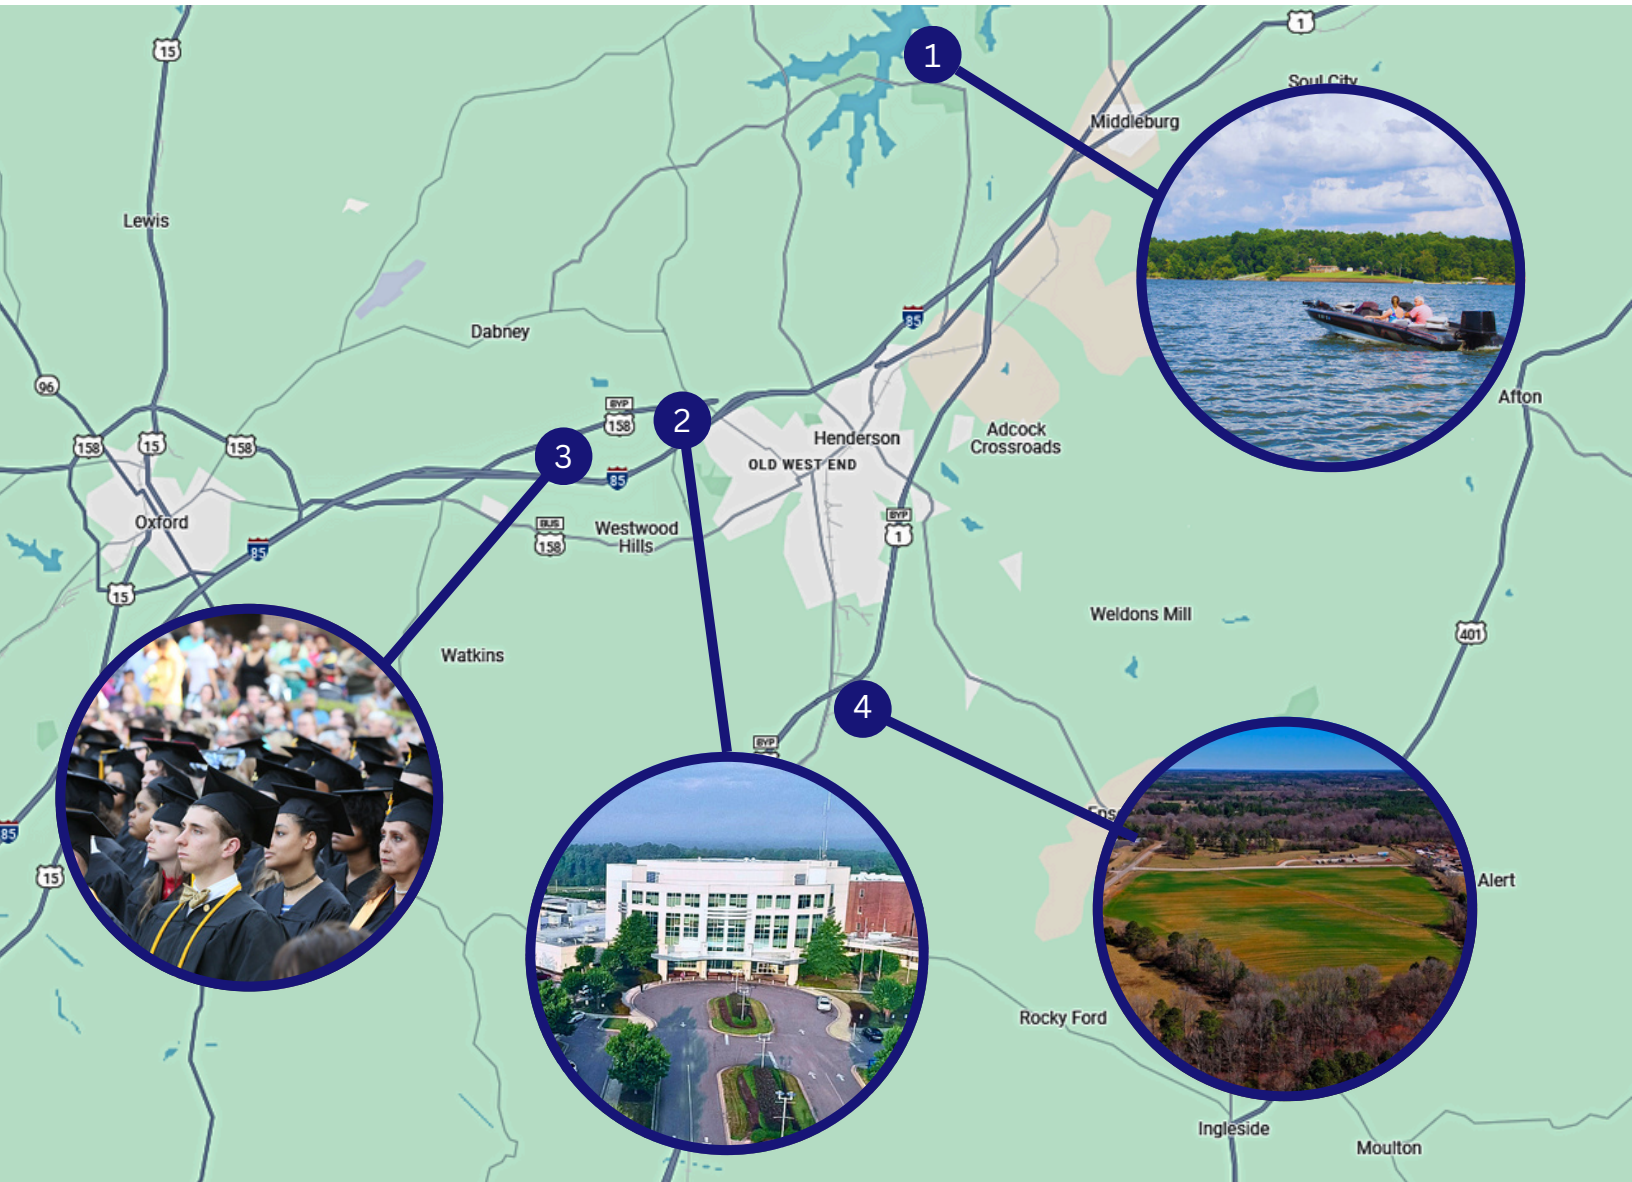 1
15
1
Soul City
Middleburg
Lewis
85
Dabney
96
Afton
BYP
158
2
Henderson
Adcock
Crossroads
158
15
158
3
OLD WEST END
85
BYP
1
Oxford
BUS
158
Westwood
Hills
85
15
Weldons Mill
401
Watkins
4
BYP
85
15
Alert
Rocky Ford
Ingleside
Moulton